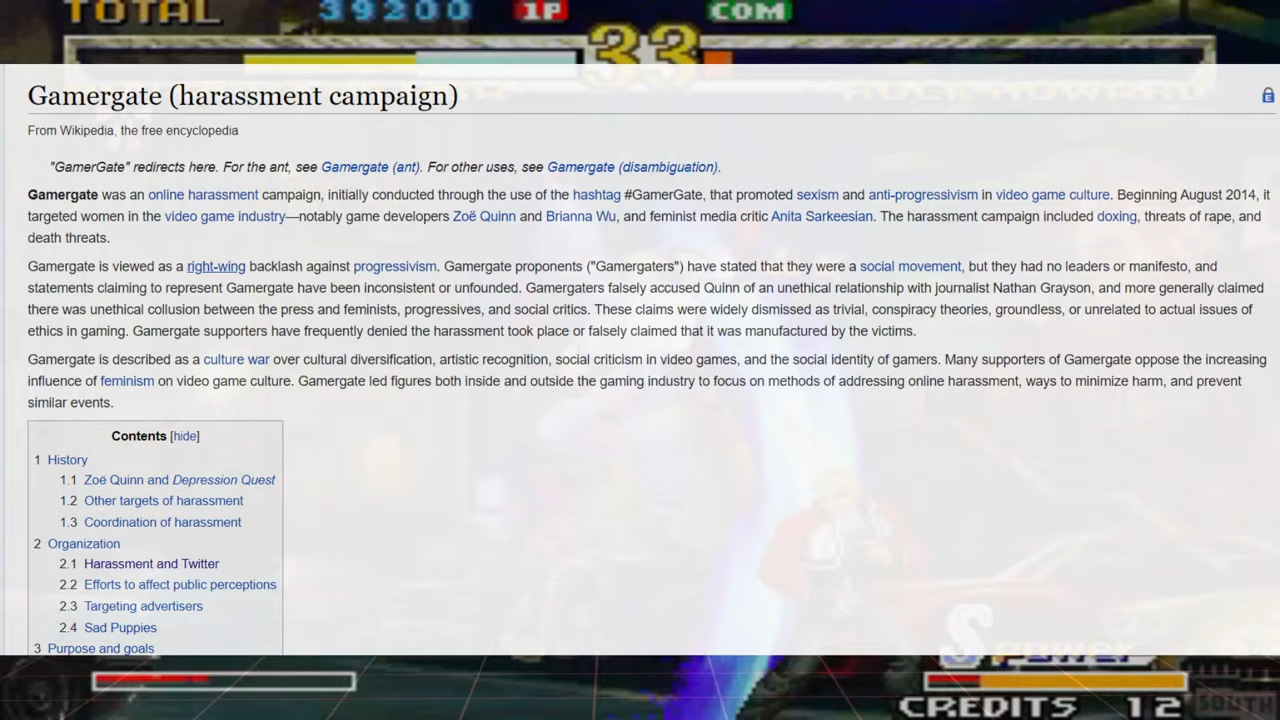 TOTAL 39200 1P COM
33
Gamergate (harassment campaign)
From Wikipedia, the free encyclopedia
"GamerGate" redirects here. For the ant, see Gamergate (ant). For other uses, see Gamergate (disambiguation).
Gamergate was an online harassment campaign, initially conducted through the use of the hashtag #GamerGate, that promoted sexism and anti-progressivism in video game culture. Beginning August 2014, it
targeted women in the video game industry—notably game developers Zoë Quinn and Brianna Wu, and feminist media critic Anita Sarkeesian. The harassment campaign included doxing, threats of rape, and
death threats.
Gamergate is viewed as a right-wing backlash against progressivism. Gamergate proponents ("Gamergaters") have stated that they were a social movement, but they had no leaders or manifesto, and
statements claiming to represent Gamergate have been inconsistent or unfounded. Gamergaters falsely accused Quinn of an unethical relationship with journalist Nathan Grayson, and more generally claimed
there was unethical collusion between the press and feminists, progressives, and social critics. These claims were widely dismissed as trivial, conspiracy theories, groundless, or unrelated to actual issues of
ethics in gaming. Gamergate supporters have frequently denied the harassment took place or falsely claimed that it was manufactured by the victims.
Gamergate is described as a culture war over cultural diversification, artistic recognition, social criticism in video games, and the social identity of gamers. Many supporters of Gamergate oppose the increasing
influence of feminism on video game culture. Gamergate led figures both inside and outside the gaming industry to focus on methods of addressing online harassment, ways to minimize harm, and prevent
similar events.
Contents [hide]
1 History
1.1 Zoë Quinn and Depression Quest
1.2 Other targets of harassment
1.3 Coordination of harassment
2 Organization
2.1 Harassment and Twitter
2.2 Efforts to affect public perceptions
2.3 Targeting advertisers
2.4 Sad Puppies
3 Purpose and goals
S power
CREDITS 12
SOUTH